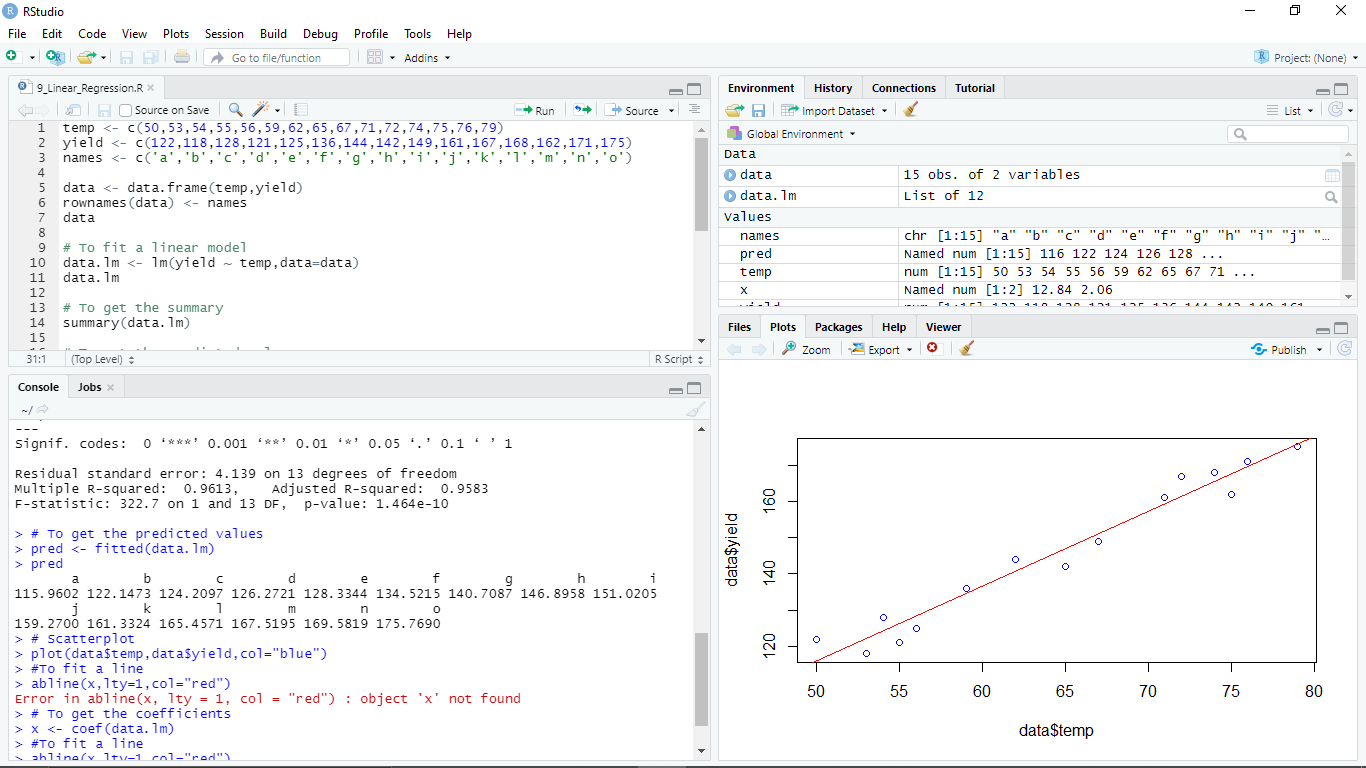 RStudio
File Edit Code View Plots Session Build Debug Profile Tools Help
Go to file/function Addins Project: (None)
9_Linear_Regression.R
Source on Save Run Source
1 temp <- c(50,53,54,55,56,59,62,65,67,71,72,74,75,76,79)
2 yield <- c(122,118,128,121,125,136,144,142,149,161,167,168,162,171,175)
3 names <- c('a','b','c','d','e','f','g','h','i','j','k','l','m','n','o')
4
5 data <- data.frame(temp,yield)
6 rownames(data) <- names
7 data
8
9 # To fit a linear model
10 data.lm <- lm(yield ~ temp,data=data)
11 data.lm
12
13 # To get the summary
14 summary(data.lm)
15
31:1 (Top Level) R Script
Console Jobs
~/
---
Signif. codes: 0 ‘***’ 0.001 ‘**’ 0.01 ‘*’ 0.05 ‘.’ 0.1 ‘ ’ 1
Residual standard error: 4.139 on 13 degrees of freedom
Multiple R-squared: 0.9613, Adjusted R-squared: 0.9583
F-statistic: 322.7 on 1 and 13 DF, p-value: 1.464e-10
> # To get the predicted values
> pred <- fitted(data.lm)
> pred
a b c d e f g h i
115.9602 122.1473 124.2097 126.2721 128.3344 134.5215 140.7087 146.8958 151.0205
j k l m n o
159.2700 161.3324 165.4571 167.5195 169.5819 175.7690
> # Scatterplot
> plot(data$temp,data$yield,col="blue")
> #To fit a line
> abline(x,lty=1,col="red")
Error in abline(x, lty = 1, col = "red") : object 'x' not found
> # To get the coefficients
> x <- coef(data.lm)
> #To fit a line
> abline(x,lty=1,col="red")
Environment History Connections Tutorial
Import Dataset List
Global Environment
Data
data 15 obs. of 2 variables
data.lm List of 12
Values
names chr [1:15] "a" "b" "c" "d" "e" "f" "g" "h" "i" "j" "…
pred Named num [1:15] 116 122 124 126 128 ...
temp num [1:15] 50 53 54 55 56 59 62 65 67 71 ...
x Named num [1:2] 12.84 2.06
yield num [1:15] 122 118 128 121 125 136 144 142 149 161
Files Plots Packages Help Viewer
Zoom Export Publish
data$yield
160
140
120
50 55 60 65 70 75 80
data$temp